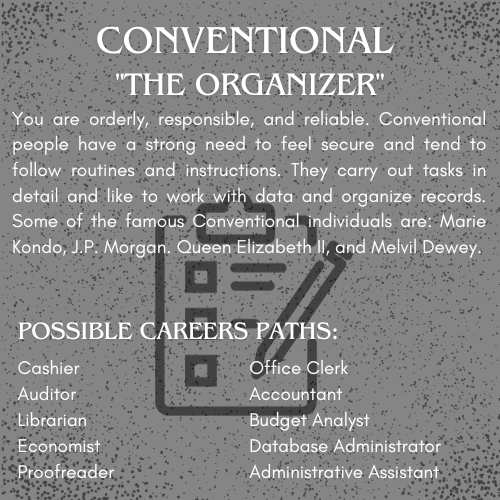 CONVENTIONAL
"THE ORGANIZER"
You are orderly, responsible, and reliable. Conventional
people have a strong need to feel secure and tend to
follow routines and instructions. They carry out tasks in
detail and like to work with data and organize records.
Some of the famous Conventional individuals are: Marie
Kondo, J.P. Morgan. Queen Elizabeth II, and Melvil Dewey.
POSSIBLE CAREERS PATHS:
Cashier
Auditor
Librarian
Economist
Proofreader
Office Clerk
Accountant
Budget Analyst
Database Administrator
Administrative Assistant